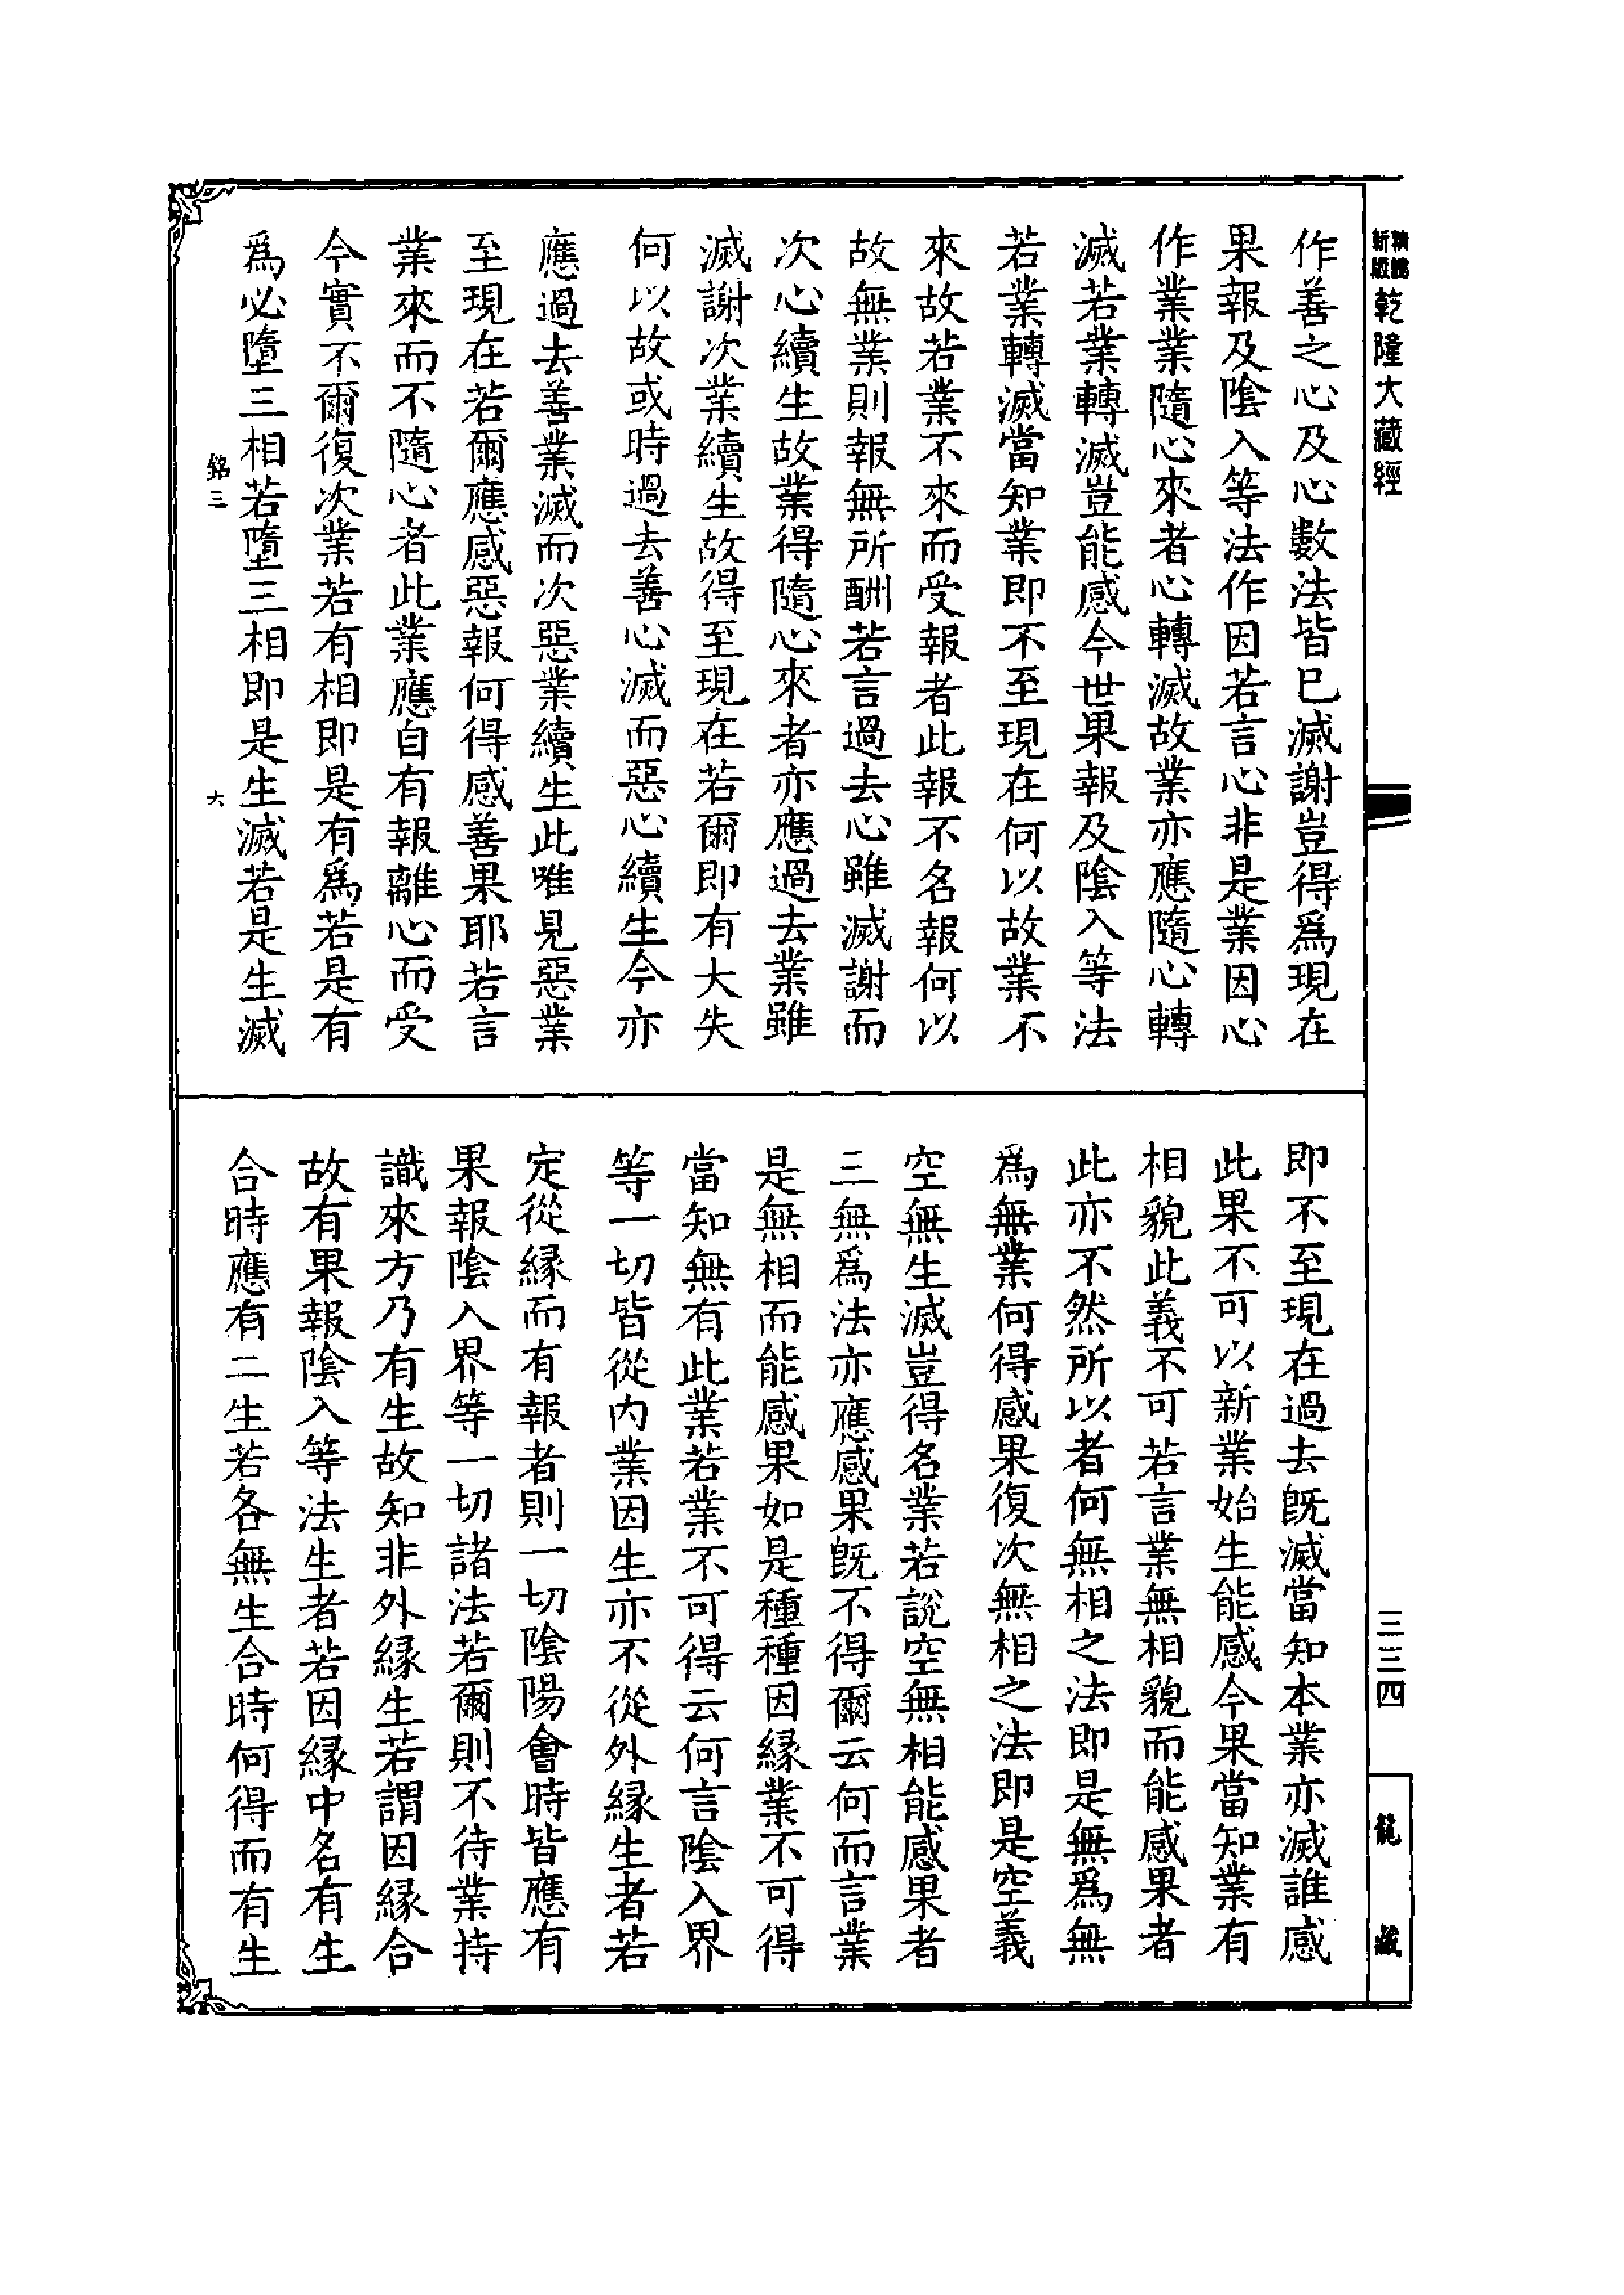 乾隆大藏經
作善之心及心數法皆已滅謝豈得爲現在
果報及陰入等法作因若言心非是業因心
作業業隨心來者心轉滅故業亦應隨心轉
滅若業轉滅豈能感今世果報及陰入等法
若業轉滅當知業即不至現在何以故業不
來故若業不來而受報者此報不名報何以
故無業則報無所酬若言過去心雖滅謝而
次心續生故業得隨心來者亦應過去業雖
滅謝次業續生故得至現在若爾即有大失
何以故或時過去善心滅而惡心續生今亦
應過去善業滅而次惡業續生此唯見惡業
至現在若爾應感惡報何得感善果耶若言
業來而不隨心者此業應自有報離心而受
今實不爾復次業若有相即是有爲若是有
爲必墮三相若墮三相即是生滅若是生滅
銘三
六
即不至現在過去既滅當知本業亦滅誰感
此果不可以新業始生能感今果當知業有
相貌此義不可若言業無相貌而能感果者
此亦不然所以者何無相之法即是無爲無
爲無業何得感果復次無相之法即是空義
空無生滅豈得名業若說空無相能感果者
三無爲法亦應感果既不得爾云何而言業
是無相而能感果如是種種因緣業不可得
當知無有此業若業不可得云何言陰入界
等一切皆從內業因生亦不從外緣生者若
定從緣而有報者則一切陰陽會時皆應有
果報陰入界等一切諸法若爾則不待業持
識來方乃有生故知非外緣生若謂因緣合
故有果報陰入等法生者若因緣中名有生
合時應有二生若各無生合時何得而有生
三三四
龍藏